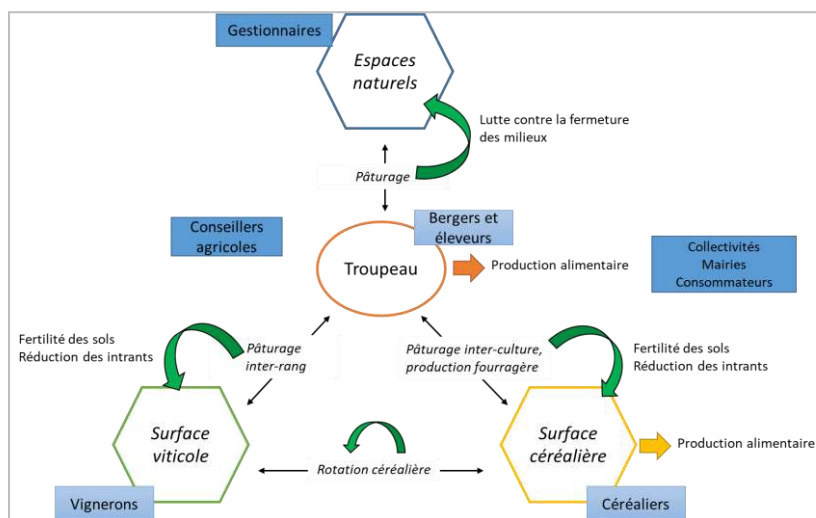 Gestionnaires
Espaces
naturels
Lutte contre la fermeture
des milieux
Pâturage
Bergers et
éleveurs
Conseillers
agricoles
Troupeau
Production alimentaire
Collectivités
Mairies
Consommateurs
Fertilité des sols
Réduction des intrants
Pâturage
inter-rang
Pâturage inter-culture,
production fourragère
Fertilité des sols
Réduction des intrants
Surface
viticole
Rotation céréalière
Surface
céréalière
Production alimentaire
Vignerons
Céréaliers